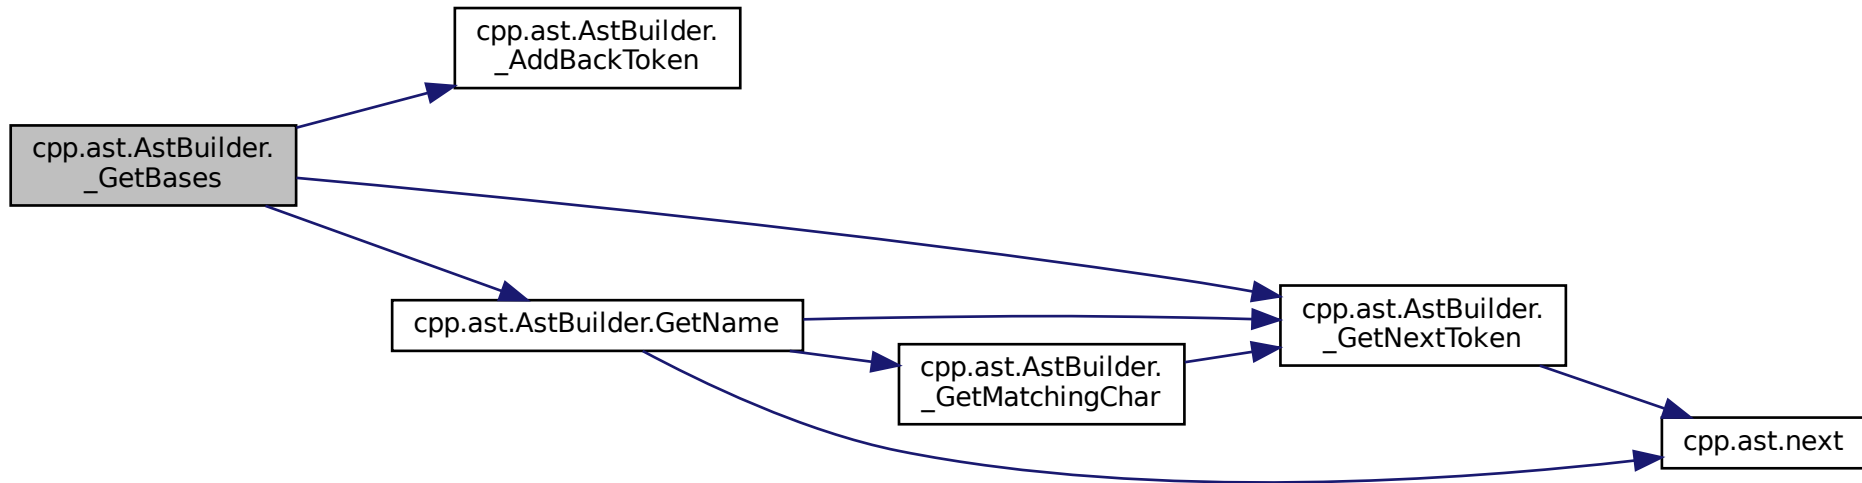 cpp.ast.AstBuilder.
_AddBackToken
cpp.ast.AstBuilder.
_GetBases
cpp.ast.AstBuilder.GetName
cpp.ast.AstBuilder.
_GetNextToken
cpp.ast.AstBuilder.
_GetMatchingChar
cpp.ast.next